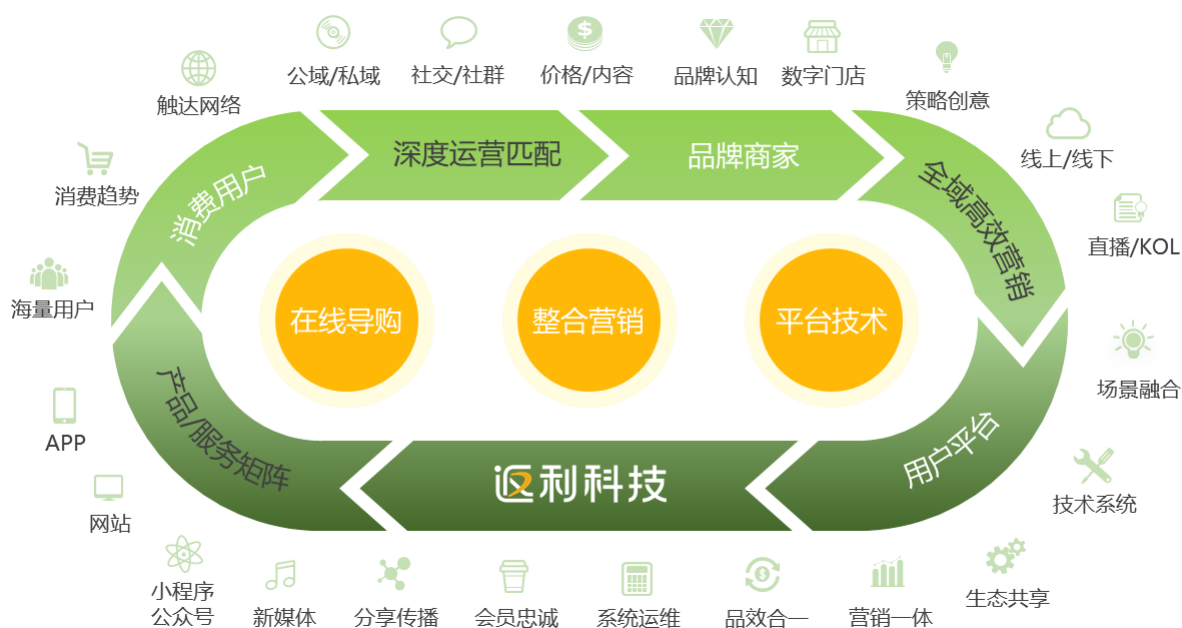 公域/私域
社交/社群
价格/内容
品牌认知
数字门店
策略创意
触达网络
线上/线下
消费趋势
直播/KOL
海量用户
场景融合
APP
技术系统
网站
生态共享
小程序
公众号
新媒体
分享传播
会员忠诚
系统运维
品效合一
营销一体
消费用户
深度运营匹配
品牌商家
全域高效营销
用户平台
返利科技
产品/服务矩阵
在线导购
整合营销
平台技术